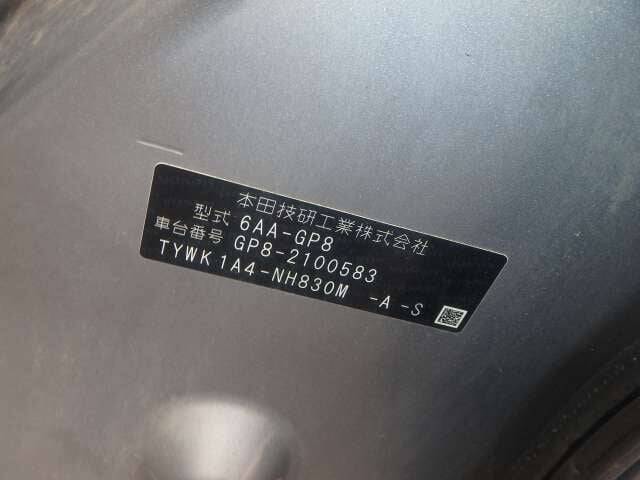 本田技研工業株式会社
型式 6AA-GP8
車台番号 GP8-2100583
TYWK1A4-NH830M -A-S